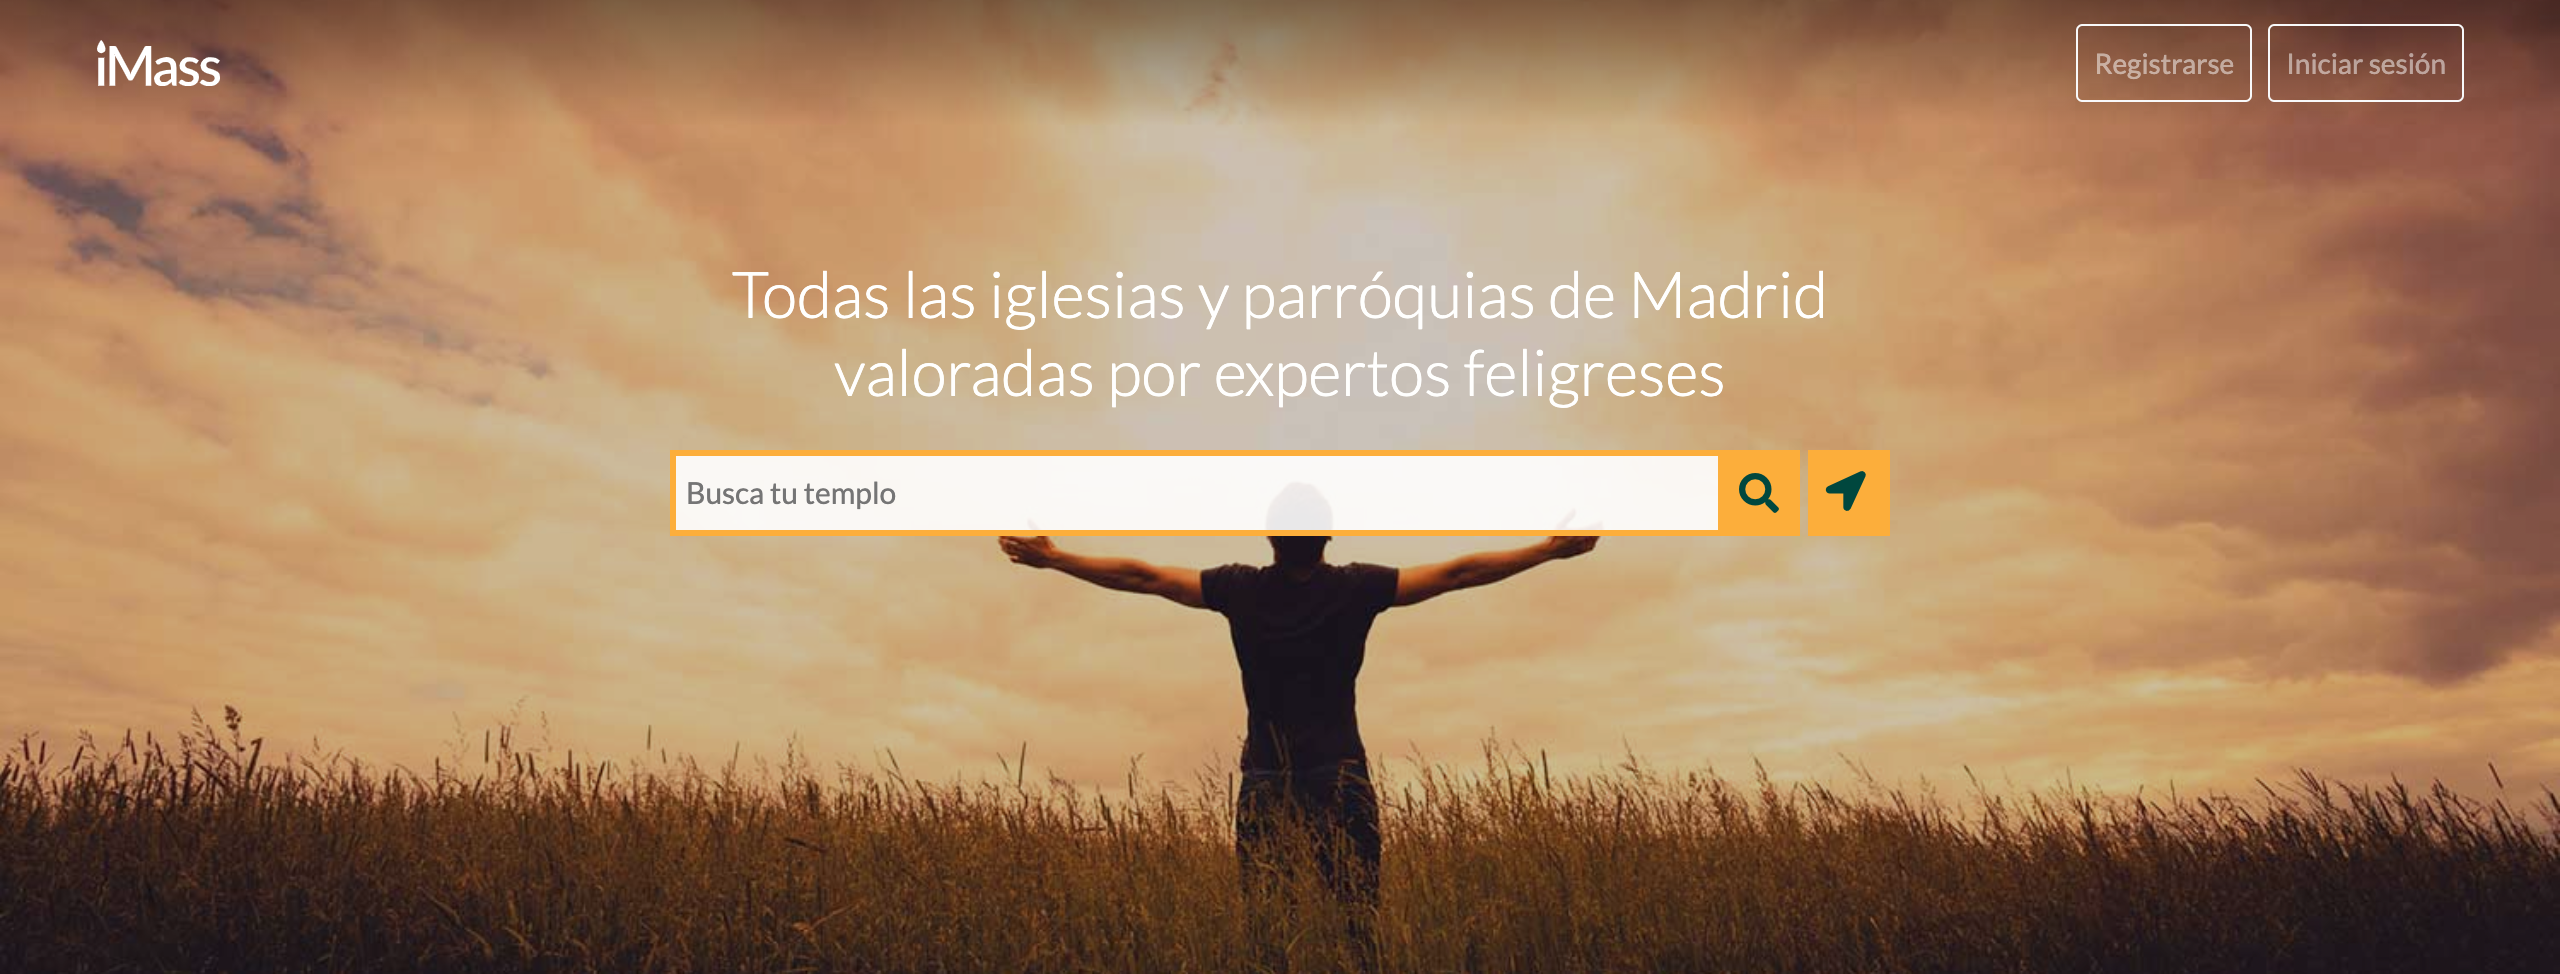 iMass
Registrarse
Iniciar sesión
Todas las iglesias y parróquias de Madrid
valoradas por expertos feligreses
Busca tu templo